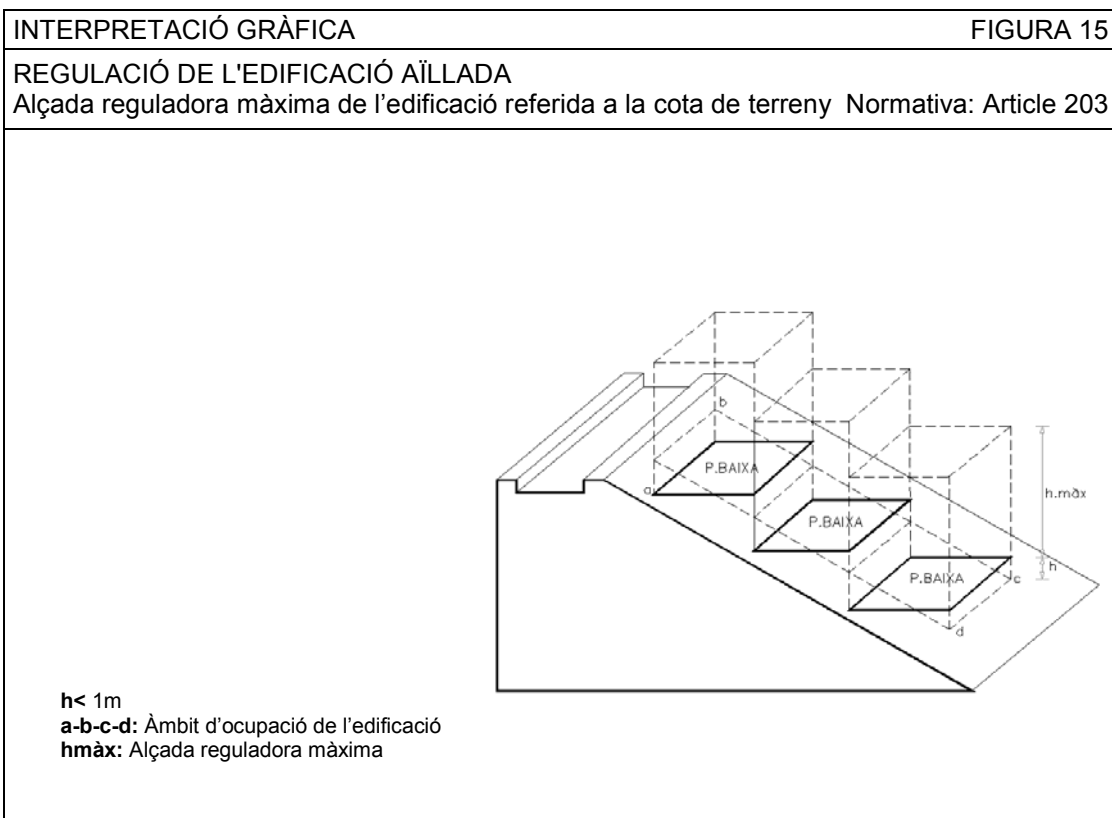 INTERPRETACIÓ GRÀFICA FIGURA 15
REGULACIÓ DE L'EDIFICACIÓ AÏLLADA
Alçada reguladora màxima de l’edificació referida a la cota de terreny Normativa: Article 203
b
P.BAIXA
a
h.màx
P.BAIXA
h
P.BAIXA
c
d
h< 1m
a-b-c-d: Àmbit d’ocupació de l’edificació
hmàx: Alçada reguladora màxima